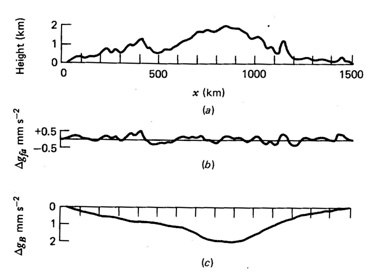 Height (km)
2
1
0
500
1000
1500
x (km)
(a)
Δg_fa mm s⁻²
+0.5
−0.5
(b)
Δg_B mm s⁻²
0
1
2
(c)